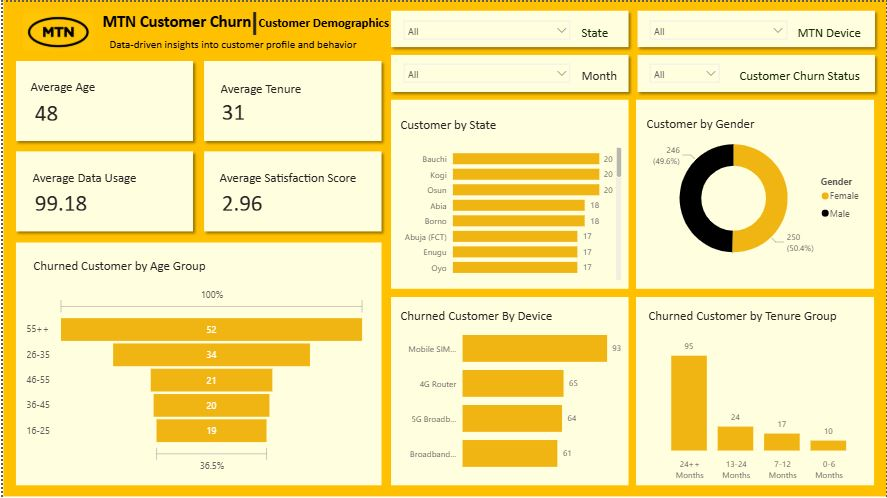 MTN
MTN Customer Churn | Customer Demographics
Data-driven insights into customer profile and behavior
All
State
All
MTN Device
All
Month
All
Customer Churn Status
Average Age
48
Average Tenure
31
Average Data Usage
99.18
Average Satisfaction Score
2.96
Customer by State
Bauchi 20
Kogi 20
Osun 20
Abia 18
Borno 18
Abuja (FCT) 17
Enugu 17
Oyo 17
Customer by Gender
246
(49.6%)
250
(50.4%)
Gender
Female
Male
Churned Customer by Age Group
100%
55++ 52
26-35 34
46-55 21
36-45 20
16-25 19
36.5%
Churned Customer By Device
Mobile SIM... 93
4G Router 65
5G Broadb... 64
Broadband... 61
Churned Customer by Tenure Group
95
24
17
10
24++
Months
13-24
Months
7-12
Months
0-6
Months